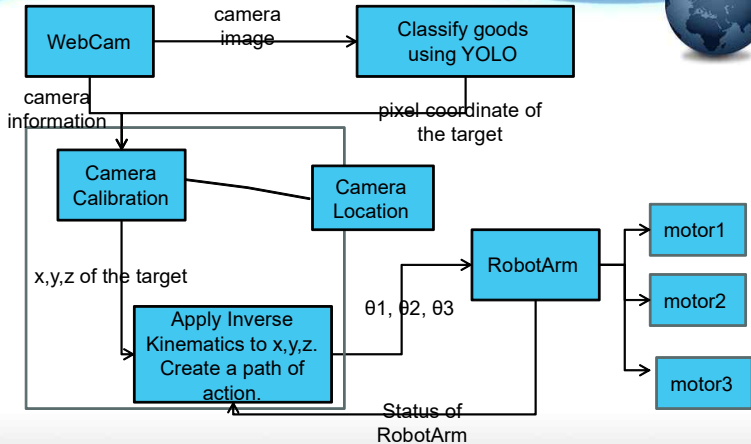 WebCam
camera
image
Classify goods
using YOLO
camera
information
pixel coordinate of
the target
Camera
Calibration
Camera
Location
x,y,z of the target
Apply Inverse
Kinematics to x,y,z.
Create a path of
action.
θ1, θ2, θ3
RobotArm
motor1
motor2
motor3
Status of
RobotArm